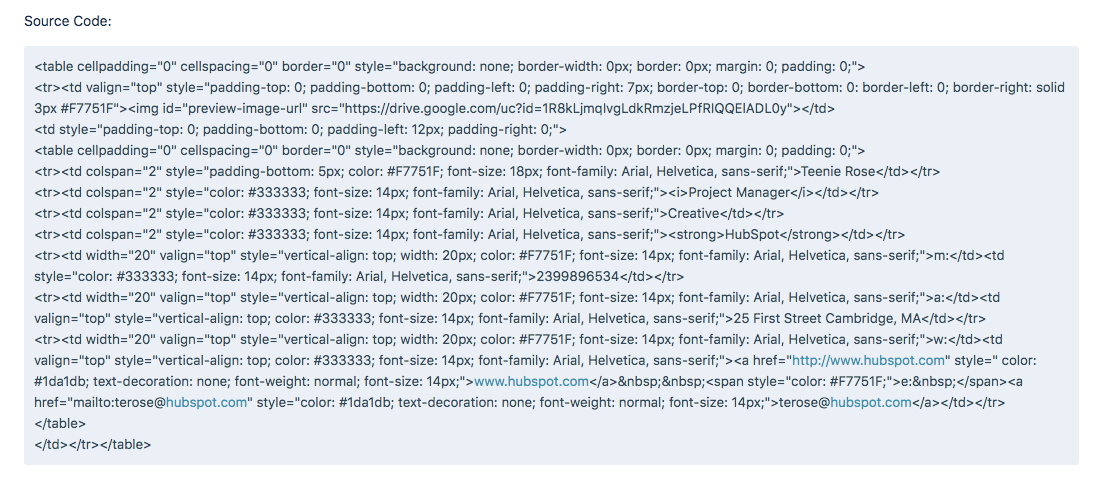 Source Code:
<table cellpadding="0" cellspacing="0" border="0" style="background: none; border-width: 0px; border: 0px; margin: 0; padding: 0;">
<tr><td valign="top" style="padding-top: 0; padding-bottom: 0; padding-left: 0; padding-right: 7px; border-top: 0; border-bottom: 0: border-left: 0; border-right: solid
3px #F7751F"><img id="preview-image-url" src="https://drive.google.com/uc?id=1R8kLjmqlvgLdkRmzjeLPfRlQQElADL0y"></td>
<td style="padding-top: 0; padding-bottom: 0; padding-left: 12px; padding-right: 0;">
<table cellpadding="0" cellspacing="0" border="0" style="background: none; border-width: 0px; border: 0px; margin: 0; padding: 0;">
<tr><td colspan="2" style="padding-bottom: 5px; color: #F7751F; font-size: 18px; font-family: Arial, Helvetica, sans-serif;">Teenie Rose</td></tr>
<tr><td colspan="2" style="color: #333333; font-size: 14px; font-family: Arial, Helvetica, sans-serif;"><i>Project Manager</i></td></tr>
<tr><td colspan="2" style="color: #333333; font-size: 14px; font-family: Arial, Helvetica, sans-serif;">Creative</td></tr>
<tr><td colspan="2" style="color: #333333; font-size: 14px; font-family: Arial, Helvetica, sans-serif;"><strong>HubSpot</strong></td></tr>
<tr><td width="20" valign="top" style="vertical-align: top; width: 20px; color: #F7751F; font-size: 14px; font-family: Arial, Helvetica, sans-serif;">m:</td><td
style="color: #333333; font-size: 14px; font-family: Arial, Helvetica, sans-serif;">2399896534</td></tr>
<tr><td width="20" valign="top" style="vertical-align: top; width: 20px; color: #F7751F; font-size: 14px; font-family: Arial, Helvetica, sans-serif;">a:</td><td
valign="top" style="vertical-align: top; color: #333333; font-size: 14px; font-family: Arial, Helvetica, sans-serif;">25 First Street Cambridge, MA</td></tr>
<tr><td width="20" valign="top" style="vertical-align: top; width: 20px; color: #F7751F; font-size: 14px; font-family: Arial, Helvetica, sans-serif;">w:</td><td
valign="top" style="vertical-align: top; color: #333333; font-size: 14px; font-family: Arial, Helvetica, sans-serif;"><a href="http://www.hubspot.com" style=" color:
#1da1db; text-decoration: none; font-weight: normal; font-size: 14px;">www.hubspot.com</a>&nbsp;&nbsp;<span style="color: #F7751F;">e:&nbsp;</span><a
href="mailto:terose@hubspot.com" style="color: #1da1db; text-decoration: none; font-weight: normal; font-size: 14px;">terose@hubspot.com</a></td></tr>
</table>
</td></tr></table>